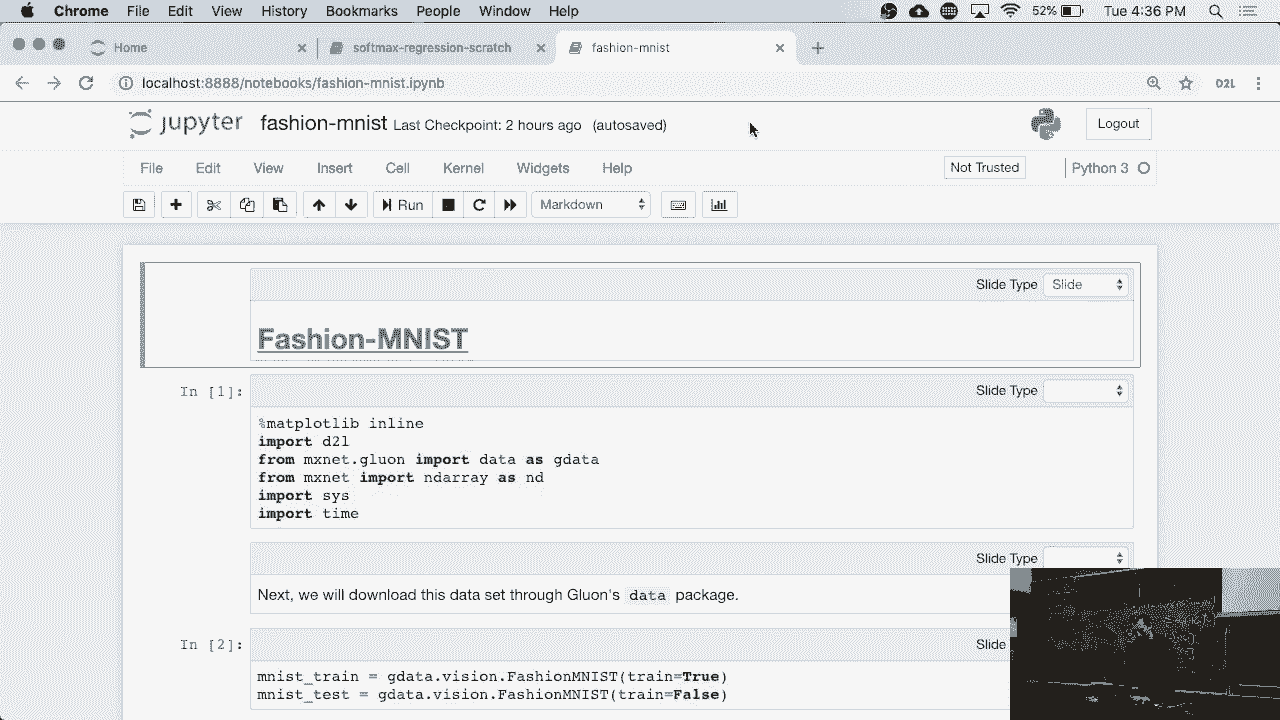 Chrome File Edit View History Bookmarks People Window Help 52% Tue 4:36 PM
Home softmax-regression-scratch fashion-mnist
localhost:8888/notebooks/fashion-mnist.ipynb D2L
jupyter fashion-mnist Last Checkpoint: 2 hours ago (autosaved) Logout
File Edit View Insert Cell Kernel Widgets Help Not Trusted Python 3
Run Markdown
Slide Type Slide
Fashion-MNIST
In [1]: Slide Type
%matplotlib inline
import d2l
from mxnet.gluon import data as gdata
from mxnet import ndarray as nd
import sys
import time
Slide Type
Next, we will download this data set through Gluon's data package.
In [2]: Slide
mnist_train = gdata.vision.FashionMNIST(train=True)
mnist_test = gdata.vision.FashionMNIST(train=False)